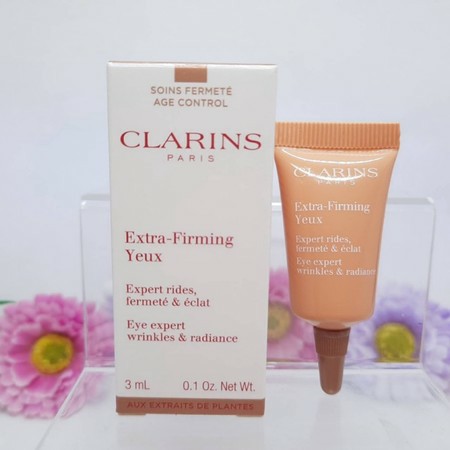 SOINS FERMETÉ
AGE CONTROL
CLARINS
PARIS
Extra-Firming
Yeux
Expert rides,
fermeté & éclat
Eye expert
wrinkles & radiance
3 mL 0.1 Oz. Net Wt.
AUX EXTRAITS DE PLANTES
CLARINS
PARIS
Extra-Firming
Yeux
Expert rides,
fermeté & éclat
Eye expert
wrinkles & radiance